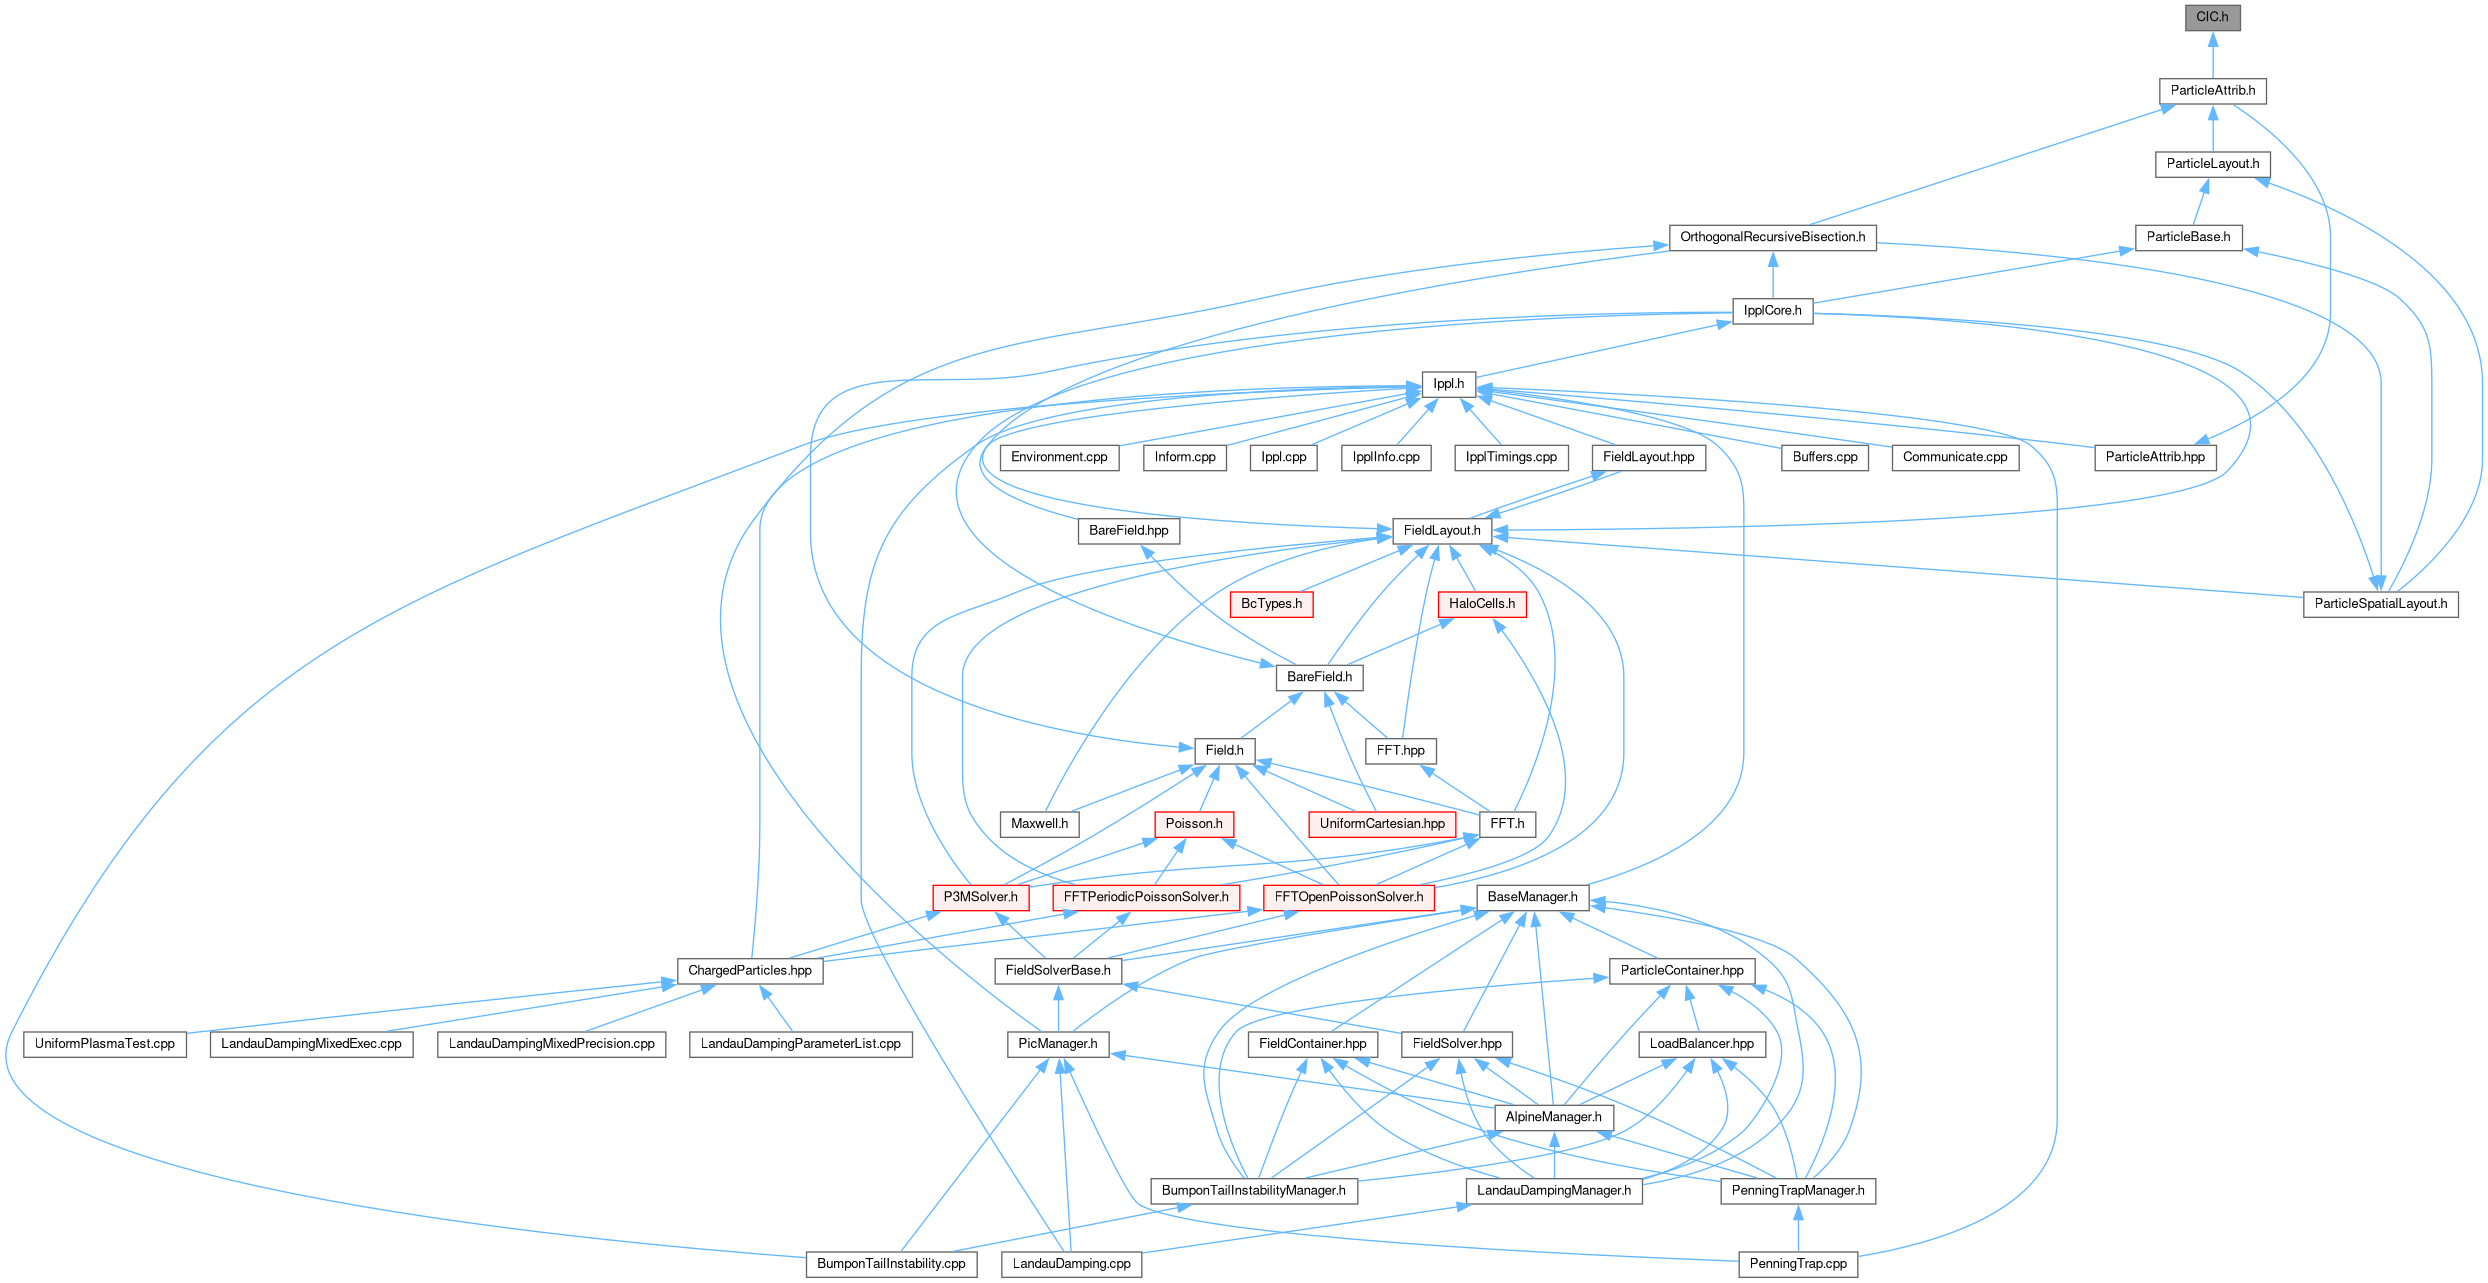 CIC.h
ParticleAttrib.h
ParticleLayout.h
OrthogonalRecursiveBisection.h
ParticleBase.h
IpplCore.h
Ippl.h
Environment.cpp
Inform.cpp
Ippl.cpp
IpplInfo.cpp
IpplTimings.cpp
FieldLayout.hpp
Buffers.cpp
Communicate.cpp
ParticleAttrib.hpp
BareField.hpp
FieldLayout.h
BcTypes.h
HaloCells.h
ParticleSpatialLayout.h
BareField.h
Field.h
FFT.hpp
Maxwell.h
Poisson.h
UniformCartesian.hpp
FFT.h
P3MSolver.h
FFTPeriodicPoissonSolver.h
FFTOpenPoissonSolver.h
BaseManager.h
ChargedParticles.hpp
FieldSolverBase.h
ParticleContainer.hpp
UniformPlasmaTest.cpp
LandauDampingMixedExec.cpp
LandauDampingMixedPrecision.cpp
LandauDampingParameterList.cpp
PicManager.h
FieldContainer.hpp
FieldSolver.hpp
LoadBalancer.hpp
AlpineManager.h
BumponTailInstabilityManager.h
LandauDampingManager.h
PenningTrapManager.h
BumponTailInstability.cpp
LandauDamping.cpp
PenningTrap.cpp